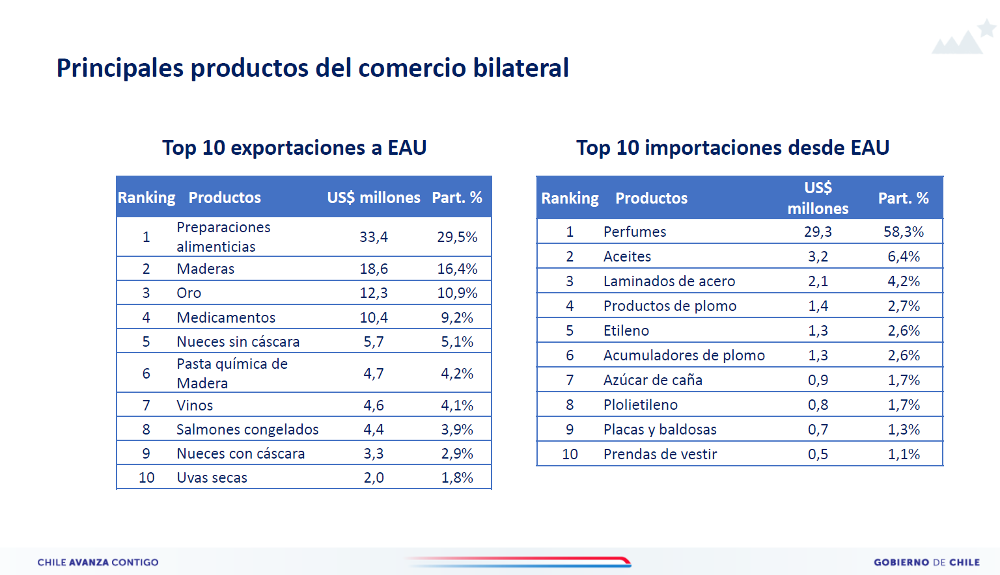 Principales productos del comercio bilateral
Top 10 exportaciones a EAU
Ranking Productos US$ millones Part. %
1 Preparaciones alimenticias 33,4 29,5%
2 Maderas 18,6 16,4%
3 Oro 12,3 10,9%
4 Medicamentos 10,4 9,2%
5 Nueces sin cáscara 5,7 5,1%
6 Pasta química de Madera 4,7 4,2%
7 Vinos 4,6 4,1%
8 Salmones congelados 4,4 3,9%
9 Nueces con cáscara 3,3 2,9%
10 Uvas secas 2,0 1,8%
Top 10 importaciones desde EAU
Ranking Productos US$ millones Part. %
1 Perfumes 29,3 58,3%
2 Aceites 3,2 6,4%
3 Laminados de acero 2,1 4,2%
4 Productos de plomo 1,4 2,7%
5 Etileno 1,3 2,6%
6 Acumuladores de plomo 1,3 2,6%
7 Azúcar de caña 0,9 1,7%
8 Plolietileno 0,8 1,7%
9 Placas y baldosas 0,7 1,3%
10 Prendas de vestir 0,5 1,1%
CHILE AVANZA CONTIGO
GOBIERNO DE CHILE